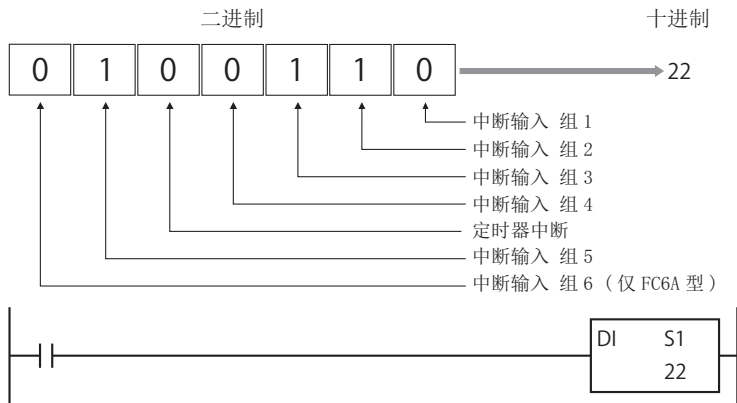 二进制 十进制
0 1 0 0 1 1 0 22
中断输入 组 1
中断输入 组 2
中断输入 组 3
中断输入 组 4
定时器中断
中断输入 组 5
中断输入 组 6 ( 仅 FC6A 型 )
DI S1
22